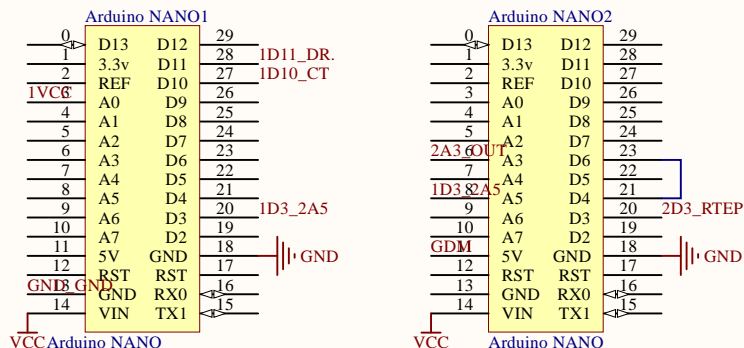 Arduino NANO1
0 D13 D12 29
1 3.3v D11 28 1D11_DR.
2 REF D10 27 1D10_CT
1VCC 3 A0 D9 26
4 A1 D8 25
5 A2 D7 24
6 A3 D6 23
7 A4 D5 22
8 A5 D4 21
9 A6 D3 20 1D3_2A5
10 A7 D2 19
11 5V GND 18 GND
12 RST RST 17
GND_GND 13 GND RX0 16
14 VIN TX1 15
VCC Arduino NANO
Arduino NANO2
0 D13 D12 29
1 3.3v D11 28
2 REF D10 27
3 A0 D9 26
4 A1 D8 25
5 A2 D7 24
2A3_OUT 6 A3 D6 23
7 A4 D5 22
1D3_2A5 8 A5 D4 21
9 A6 D3 20 2D3_RTEP
10 A7 D2 19
11 5V GND 18 GND
12 RST RST 17
13 GND RX0 16
14 VIN TX1 15
VCC Arduino NANO